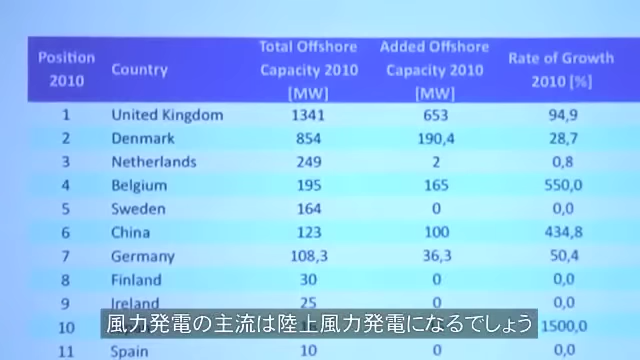 Position 2010 Country Total Offshore Capacity 2010 [MW] Added Offshore Capacity 2010 [MW] Rate of Growth 2010 [%]
1 United Kingdom 1341 653 94,9
2 Denmark 854 190,4 28,7
3 Netherlands 249 2 0,8
4 Belgium 195 165 550,0
5 Sweden 164 0 0,0
6 China 123 100 434,8
7 Germany 108,3 36,3 50,4
8 Finland 30 0 0,0
9 Ireland 25 0 0,0
10 1500,0
風力発電の主流は陸上風力発電になるでしょう
11 Spain 10 0 0,0